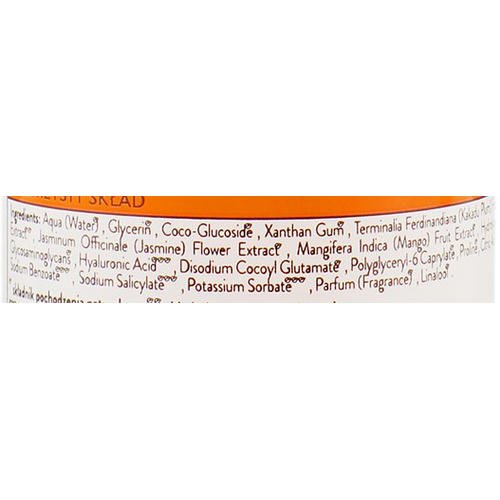 SKŁAD
Ingredients: Aqua (Water), Glycerin, Coco-Glucoside, Xanthan Gum, Terminalia Ferdinandiana (Kakadu Plum)
Extract, Jasminum Officinale (Jasmine) Flower Extract, Mangifera Indica (Mango) Fruit Extract,
Glycosaminoglycans, Hyaluronic Acid, Disodium Cocoyl Glutamate, Polyglyceryl-6 Caprylate, Proline,
Sodium Benzoate, Sodium Salicylate, Potassium Sorbate, Parfum (Fragrance), Linalool
składnik pochodzenia